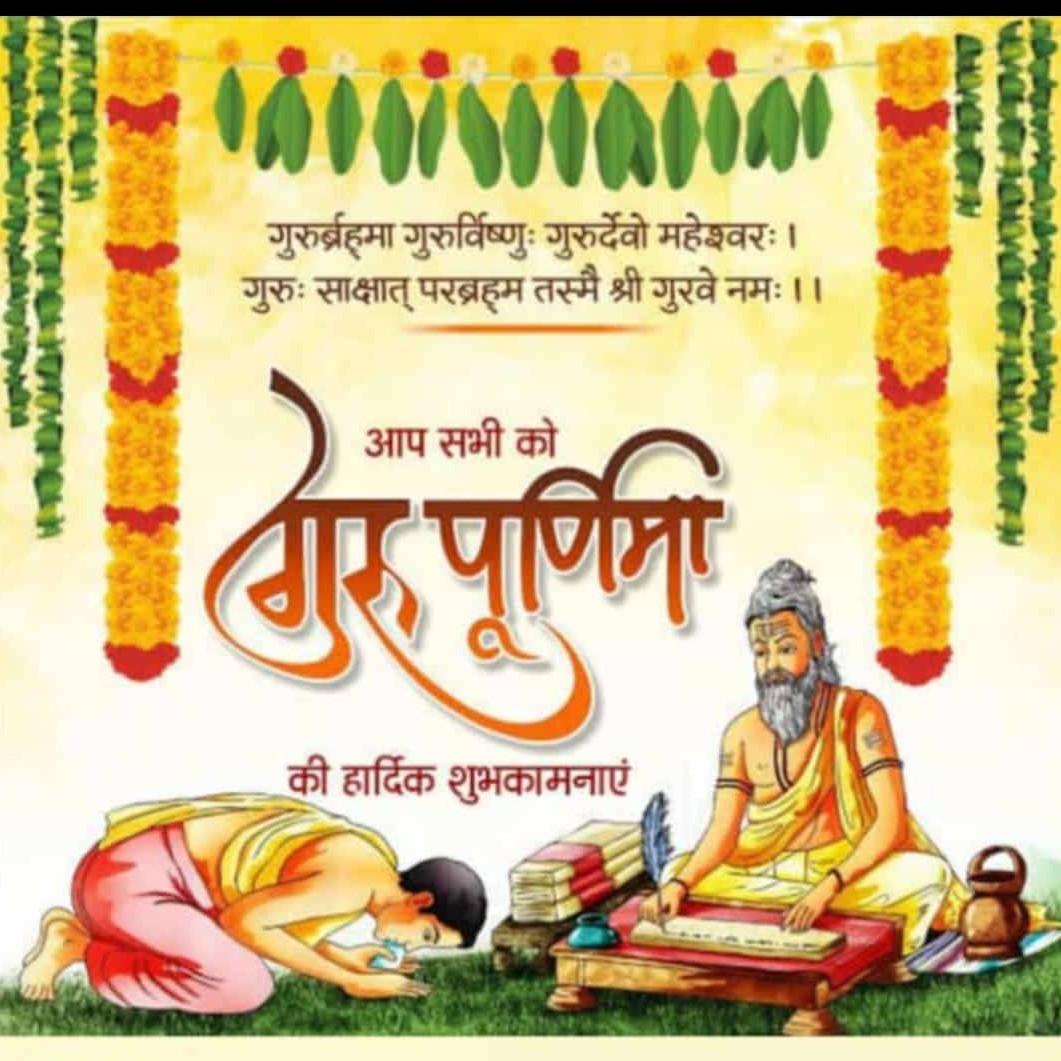 गुरुर्ब्रह्मा गुरुर्विष्णुः गुरुर्देवो महेश्वरः ।
गुरुः साक्षात् परब्रह्म तस्मै श्री गुरवे नमः ।।
आप सभी को
गुरु पूर्णिमा
की हार्दिक शुभकामनाएं